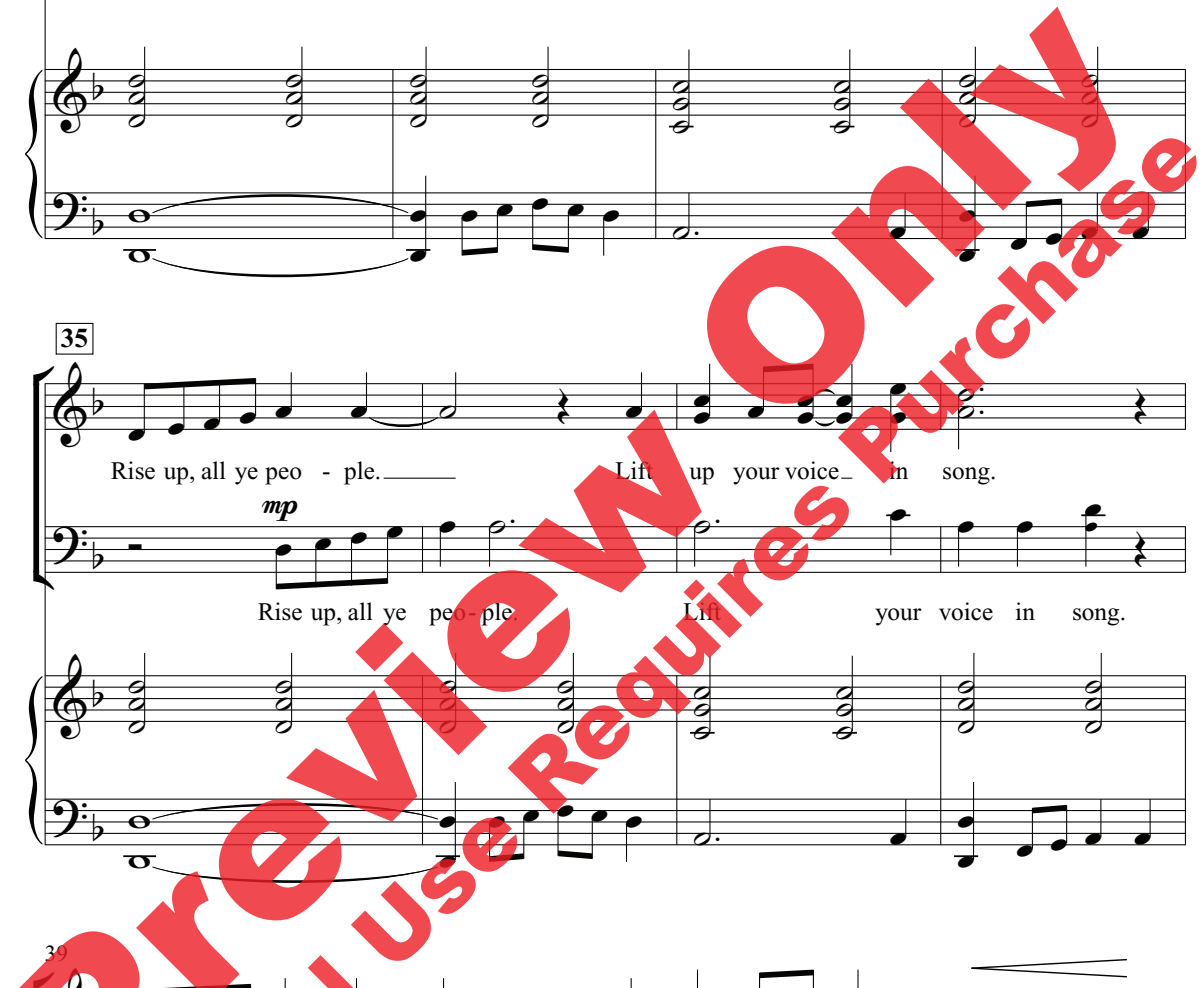 35
Rise up, all ye peo - ple.
Lift up your voice in song.
mp
Rise up, all ye peo - ple. Lift your voice in song.
39
Preview Only
Use Requires Purchase